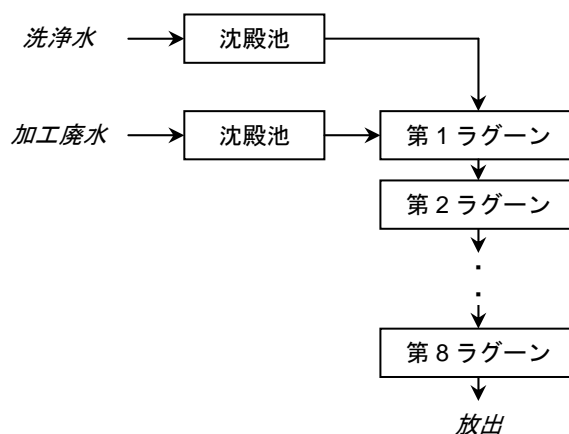 洗浄水
沈殿池
加工廃水
沈殿池
第 1 ラグーン
第 2 ラグーン
・
・
第 8 ラグーン
放出